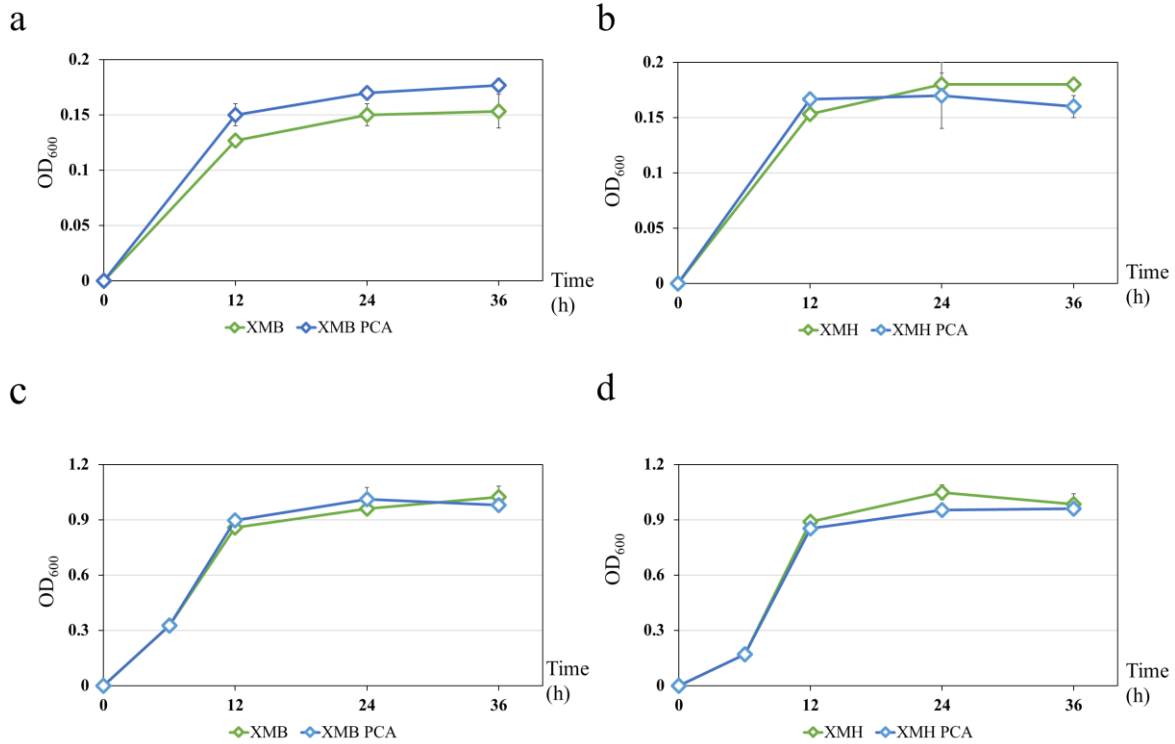 a
0.2
0.15
0.1
0.05
0
OD600
0 12 24 36
Time
(h)
XMB XMB PCA
b
0.2
0.15
0.1
0.05
0
OD600
0 12 24 36
Time
(h)
XMH XMH PCA
c
1.2
0.9
0.6
0.3
0
OD600
0 12 24 36
Time
(h)
XMB XMB PCA
d
1.2
0.9
0.6
0.3
0
OD600
0 12 24 36
Time
(h)
XMH XMH PCA